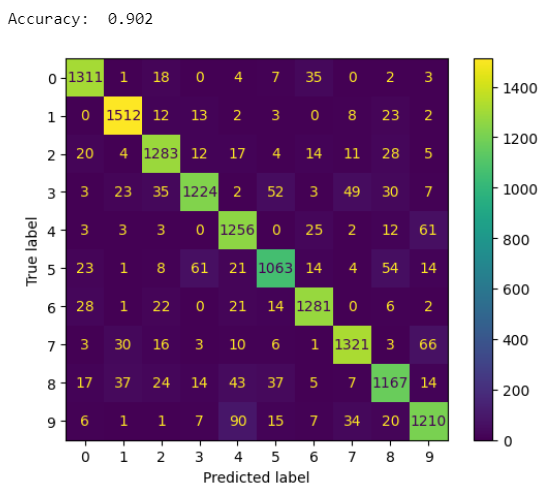 Accuracy: 0.902
0 1311 1 18 0 4 7 35 0 2 3
1 0 1512 12 13 2 3 0 8 23 2
2 20 4 1283 12 17 4 14 11 28 5
3 3 23 35 1224 2 52 3 49 30 7
4 3 3 3 0 1256 0 25 2 12 61
5 23 1 8 61 21 1063 14 4 54 14
6 28 1 22 0 21 14 1281 0 6 2
7 3 30 16 3 10 6 1 1321 3 66
8 17 37 24 14 43 37 5 7 1167 14
9 6 1 1 7 90 15 7 34 20 1210
0 1 2 3 4 5 6 7 8 9
Predicted label
True label
1400
1200
1000
800
600
400
200
0